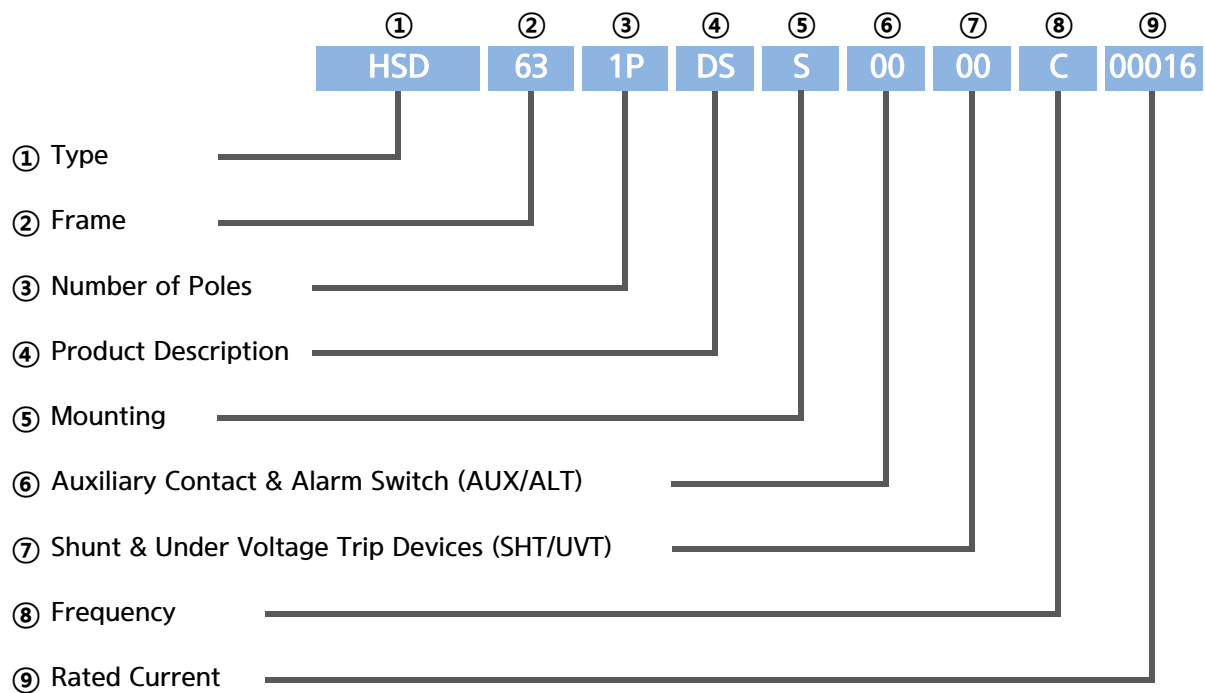 ① ② ③ ④ ⑤ ⑥ ⑦ ⑧ ⑨
HSD 63 1P DS S 00 00 C 00016
① Type
② Frame
③ Number of Poles
④ Product Description
⑤ Mounting
⑥ Auxiliary Contact & Alarm Switch (AUX/ALT)
⑦ Shunt & Under Voltage Trip Devices (SHT/UVT)
⑧ Frequency
⑨ Rated Current